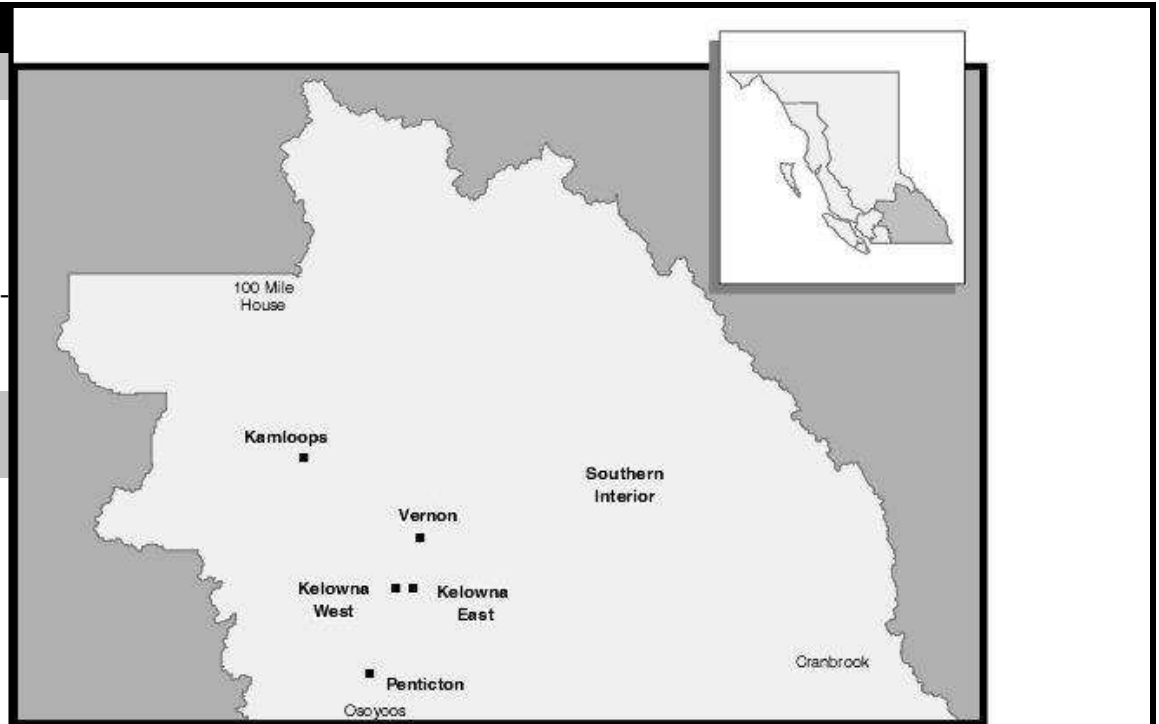 100 Mile
House
Kamloops
Southern
Interior
Vernon
Kelowna
West
Kelowna
East
Cranbrook
Penticton
Osoyoos